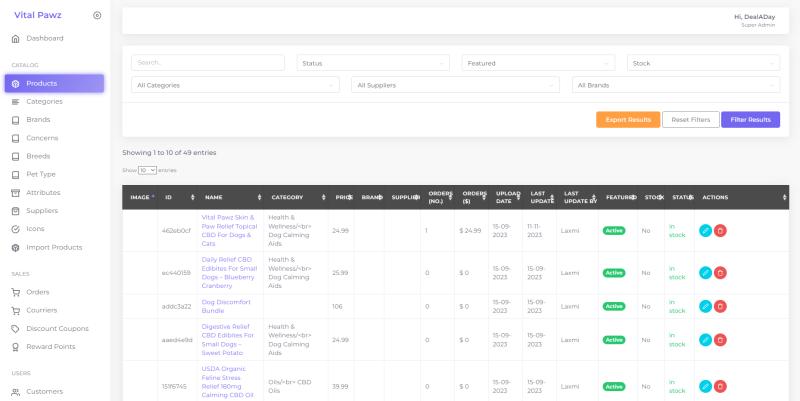 Vital Pawz
Hi, DealADay
Super Admin
Dashboard
CATALOG
Products
Categories
Brands
Concerns
Breeds
Pet Type
Attributes
Suppliers
Icons
Import Products
SALES
Orders
Courriers
Discount Coupons
Reward Points
USERS
Customers
Search..
Status
Featured
Stock
All Categories
All Suppliers
All Brands
Export Results
Reset Filters
Filter Results
Showing 1 to 10 of 49 entries
Show 10 entries
IMAGE ID NAME CATEGORY PRICE BRAND SUPPLIER ORDERS (NO.) ORDERS ($) UPLOAD DATE LAST UPDATE LAST UPDATE BY FEATURED STOCK STATUS ACTIONS
462eb0cf
Vital Pawz Skin &
Paw Relief Topical
CBD For Dogs &
Cats
Health &
Wellness/<br>
Dog Calming
Aids
24.99
1
$ 24.99
15-09-
2023
11-11-
2023
Laxmi
Active
No
in
stock
ec440159
Daily Relief CBD
Edibites For Small
Dogs – Blueberry
Cranberry
Health &
Wellness/<br>
Dog Calming
Aids
25.99
0
$ 0
15-09-
2023
15-09-
2023
Laxmi
Active
No
in
stock
addc3a22
Dog Discomfort
Bundle
106
0
$ 0
15-09-
2023
15-09-
2023
Laxmi
Active
No
in
stock
aaed4e9d
Digestive Relief
CBD Edibites For
Small Dogs –
Sweet Potato
Health &
Wellness/<br>
Dog Calming
Aids
24.99
0
$ 0
15-09-
2023
15-09-
2023
Laxmi
Active
No
in
stock
151f6745
USDA Organic
Feline Stress
Relief 160mg
Calming CBD Oil
Oils/<br> CBD
Oils
39.99
0
$ 0
15-09-
2023
15-09-
2023
Laxmi
Active
No
in
stock